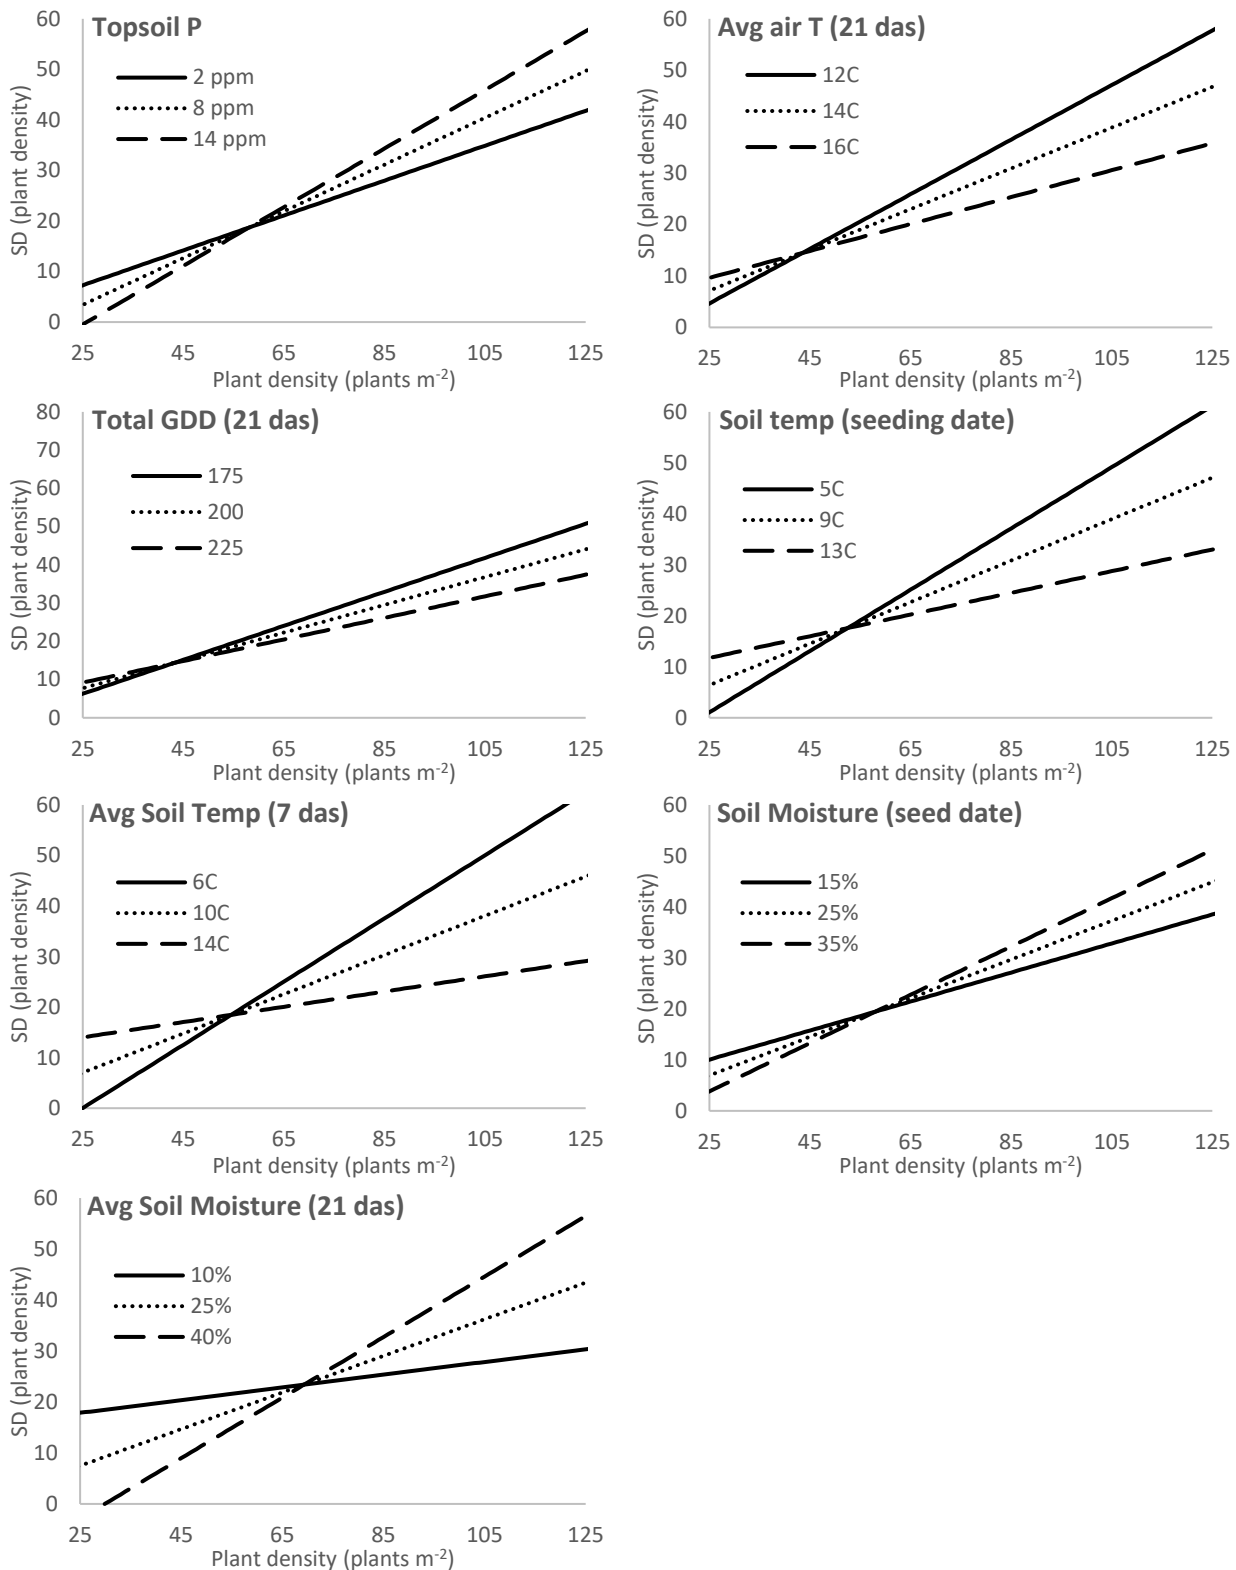 Topsoil P
2 ppm
8 ppm
14 ppm
SD (plant density)
60
50
40
30
20
10
0
25 45 65 85 105 125
Plant density (plants m-2)
Avg air T (21 das)
12C
14C
16C
SD (plant density)
60
50
40
30
20
10
0
25 45 65 85 105 125
Plant density (plants m-2)
Total GDD (21 das)
175
200
225
SD (plant density)
80
70
60
50
40
30
20
10
0
25 45 65 85 105 125
Plant density (plants m-2)
Soil temp (seeding date)
5C
9C
13C
SD (plant density)
60
50
40
30
20
10
0
25 45 65 85 105 125
Plant density (plants m-2)
Avg Soil Temp (7 das)
6C
10C
14C
SD (plant density)
60
50
40
30
20
10
0
25 45 65 85 105 125
Plant density (plants m-2)
Soil Moisture (seed date)
15%
25%
35%
SD (plant density)
60
50
40
30
20
10
0
25 45 65 85 105 125
Plant density (plants m-2)
Avg Soil Moisture (21 das)
10%
25%
40%
SD (plant density)
60
50
40
30
20
10
0
25 45 65 85 105 125
Plant density (plants m-2)